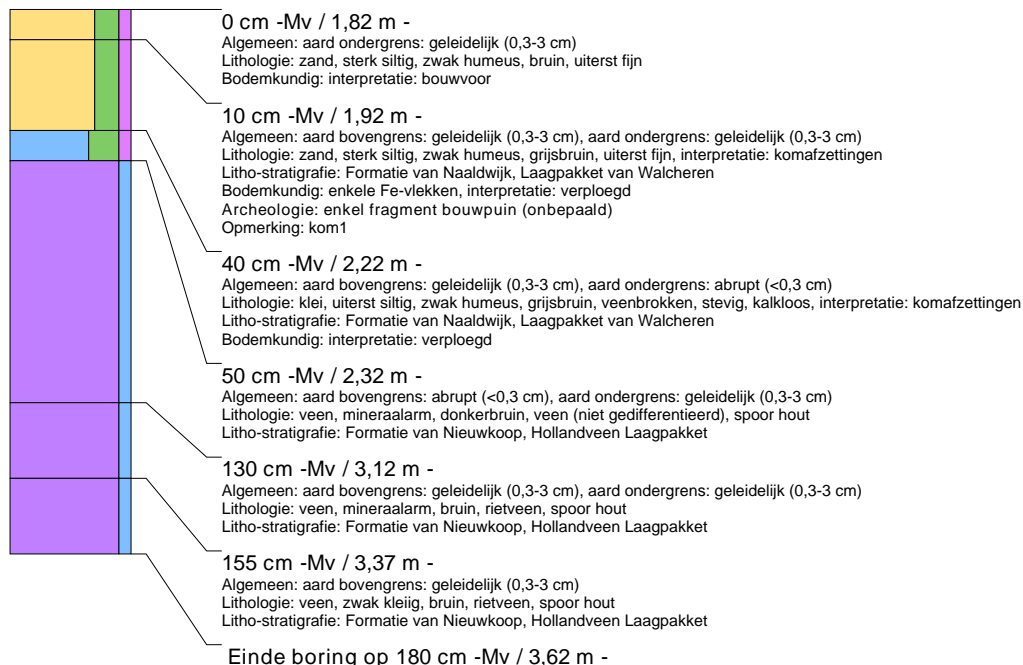 0 cm -Mv / 1,82 m -
Algemeen: aard ondergrens: geleidelijk (0,3-3 cm)
Lithologie: zand, sterk siltig, zwak humeus, bruin, uiterst fijn
Bodemkundig: interpretatie: bouwvoor
10 cm -Mv / 1,92 m -
Algemeen: aard bovengrens: geleidelijk (0,3-3 cm), aard ondergrens: geleidelijk (0,3-3 cm)
Lithologie: zand, sterk siltig, zwak humeus, grijsbruin, uiterst fijn, interpretatie: komafzettingen
Litho-stratigrafie: Formatie van Naaldwijk, Laagpakket van Walcheren
Bodemkundig: enkele Fe-vlekken, interpretatie: verploegd
Archeologie: enkel fragment bouwpuin (onbepaald)
Opmerking: kom1
40 cm -Mv / 2,22 m -
Algemeen: aard bovengrens: geleidelijk (0,3-3 cm), aard ondergrens: abrupt (<0,3 cm)
Lithologie: klei, uiterst siltig, zwak humeus, grijsbruin, veenbrokken, stevig, kalkloos, interpretatie: komafzettingen
Litho-stratigrafie: Formatie van Naaldwijk, Laagpakket van Walcheren
Bodemkundig: interpretatie: verploegd
50 cm -Mv / 2,32 m -
Algemeen: aard bovengrens: abrupt (<0,3 cm), aard ondergrens: geleidelijk (0,3-3 cm)
Lithologie: veen, mineraalarm, donkerbruin, veen (niet gedifferentieerd), spoor hout
Litho-stratigrafie: Formatie van Nieuwkoop, Hollandveen Laagpakket
130 cm -Mv / 3,12 m -
Algemeen: aard bovengrens: geleidelijk (0,3-3 cm), aard ondergrens: geleidelijk (0,3-3 cm)
Lithologie: veen, mineraalarm, bruin, rietveen, spoor hout
Litho-stratigrafie: Formatie van Nieuwkoop, Hollandveen Laagpakket
155 cm -Mv / 3,37 m -
Algemeen: aard bovengrens: geleidelijk (0,3-3 cm)
Lithologie: veen, zwak kleiig, bruin, rietveen, spoor hout
Litho-stratigrafie: Formatie van Nieuwkoop, Hollandveen Laagpakket
Einde boring op 180 cm -Mv / 3,62 m -